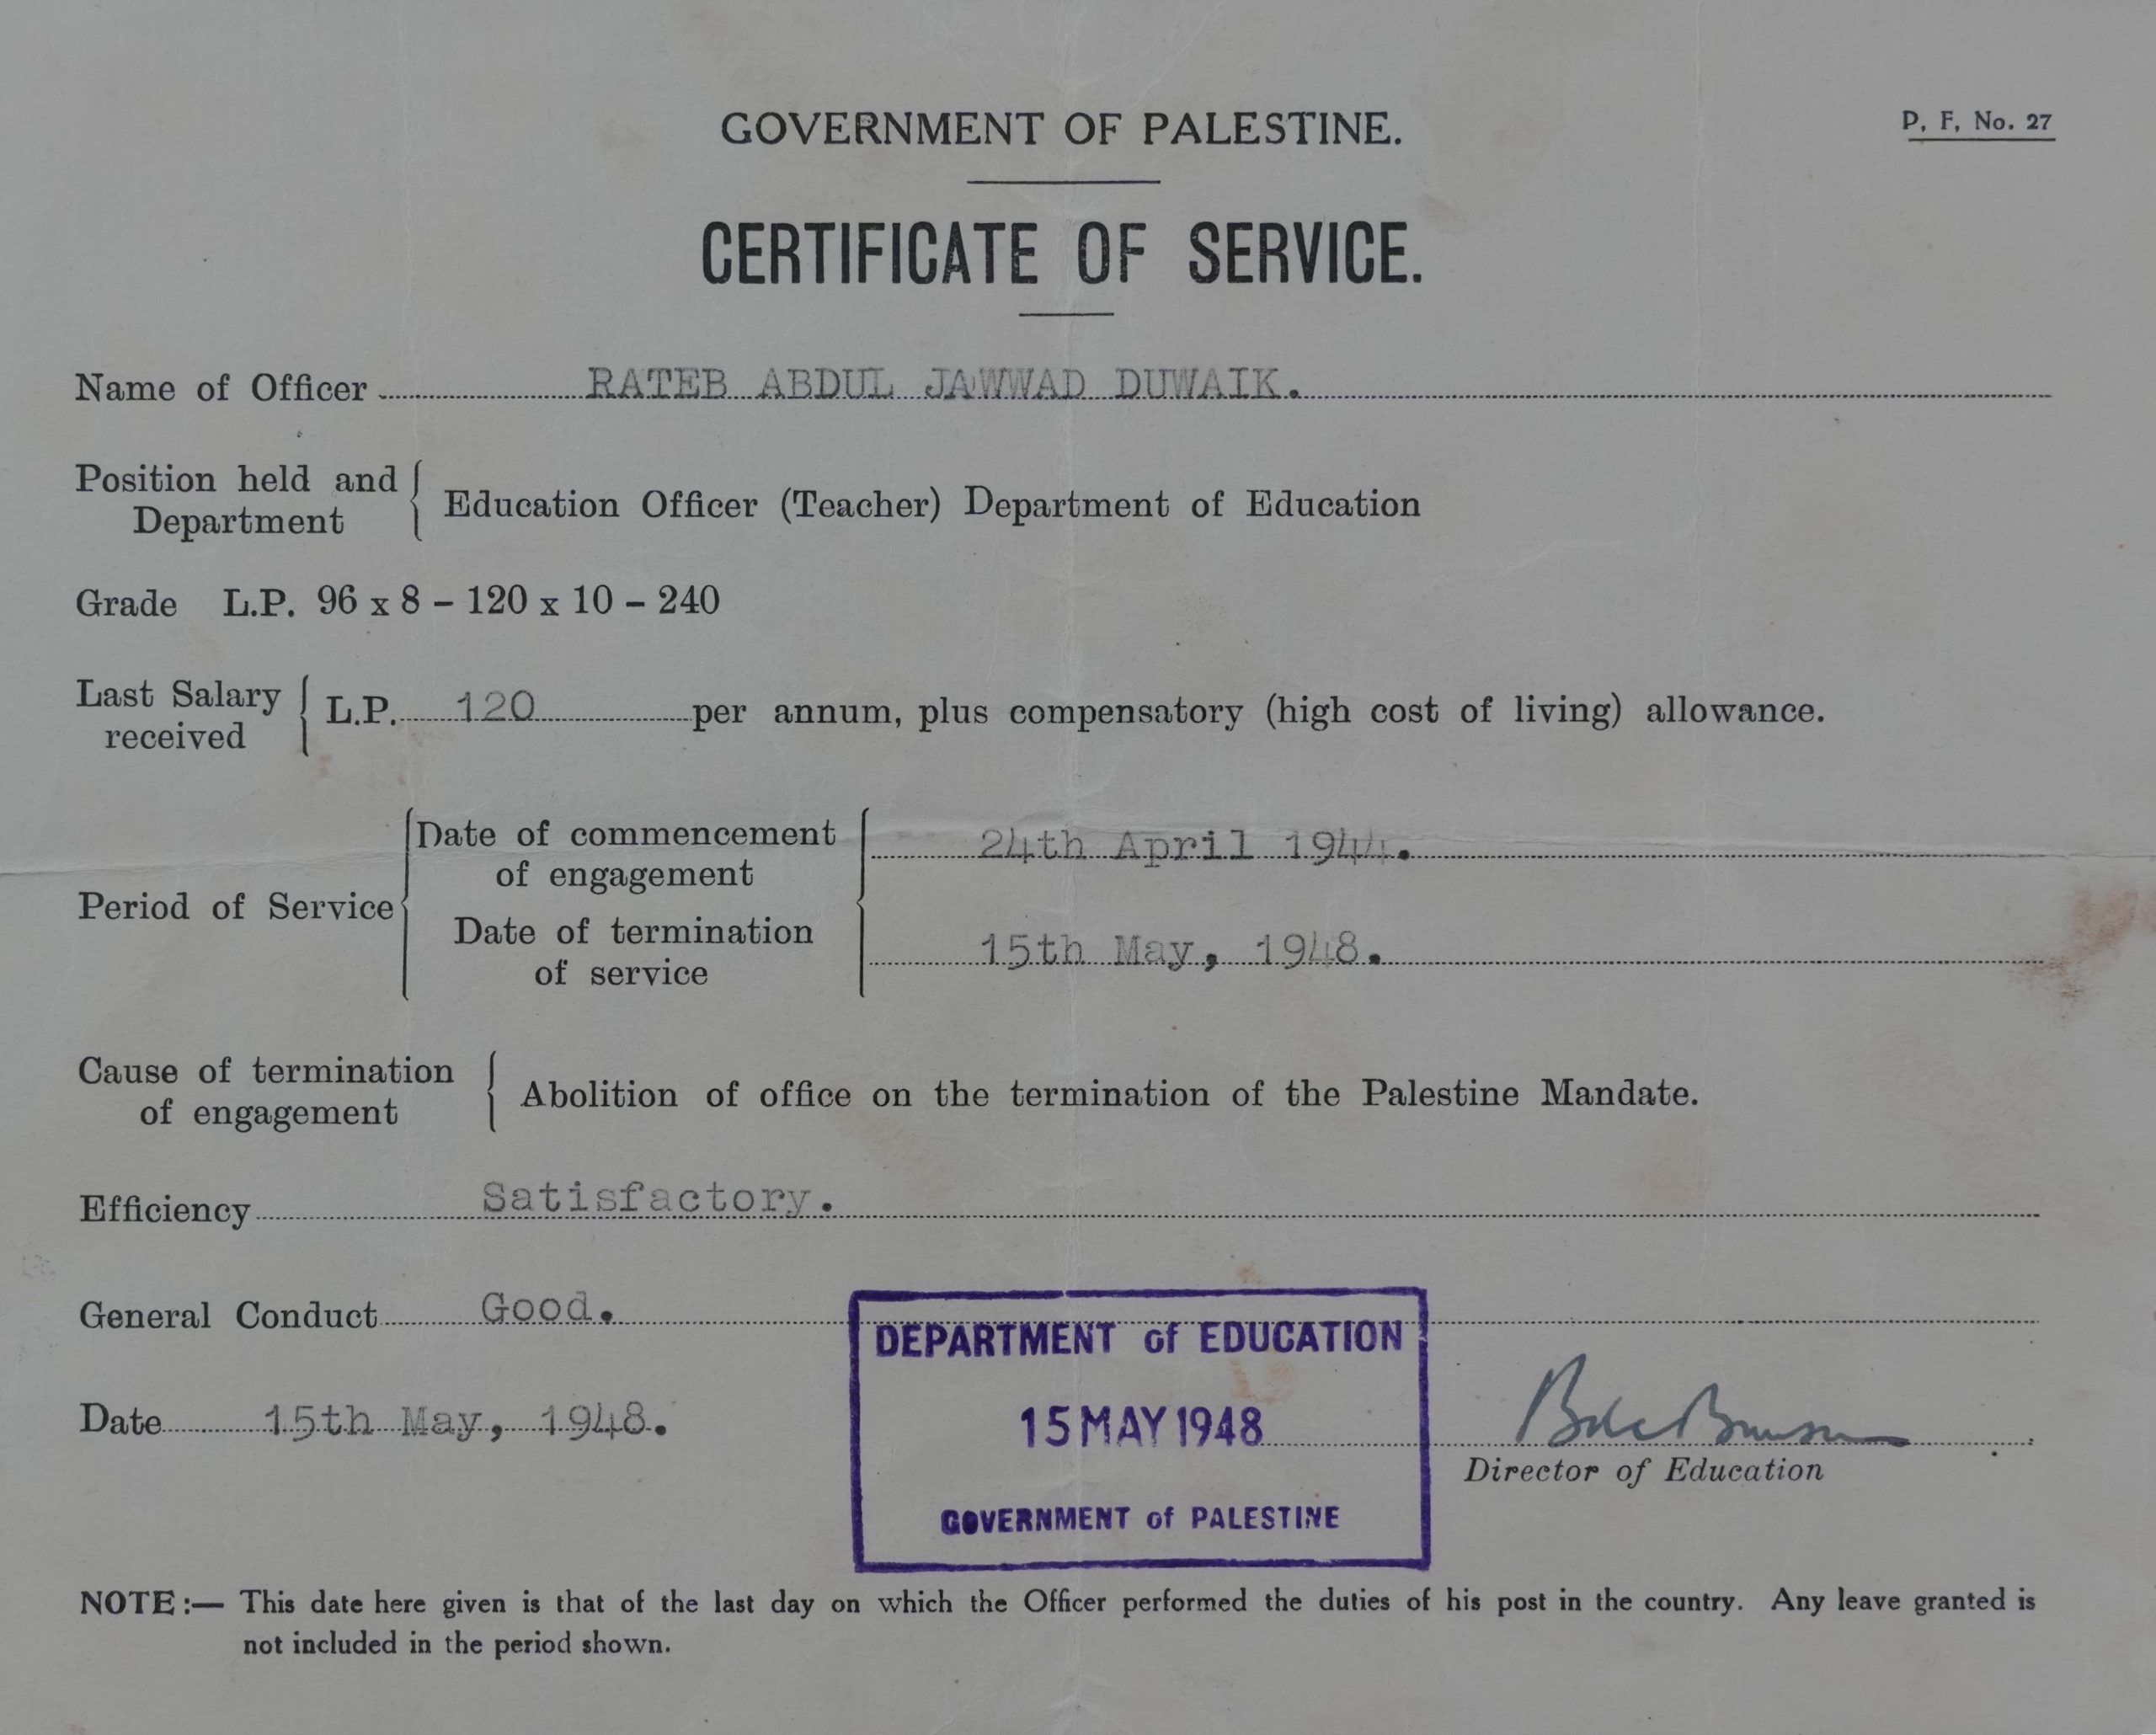 GOVERNMENT OF PALESTINE.
P. F. No. 27
CERTIFICATE OF SERVICE.
Name of Officer RATEB ABDUL JAWWAD DUWAIK.
Position held and
Department
Education Officer (Teacher) Department of Education
Grade L.P. 96 x 8 – 120 x 10 – 240
Last Salary
received
L.P. 120 per annum, plus compensatory (high cost of living) allowance.
Period of Service
Date of commencement
of engagement
24th April 1944.
Date of termination
of service
15th May, 1948.
Cause of termination
of engagement
Abolition of office on the termination of the Palestine Mandate.
Efficiency Satisfactory.
General Conduct Good.
DEPARTMENT of EDUCATION
15 MAY 1948
GOVERNMENT of PALESTINE
Date 15th May, 1948.
Director of Education
NOTE :— This date here given is that of the last day on which the Officer performed the duties of his post in the country. Any leave granted is
not included in the period shown.